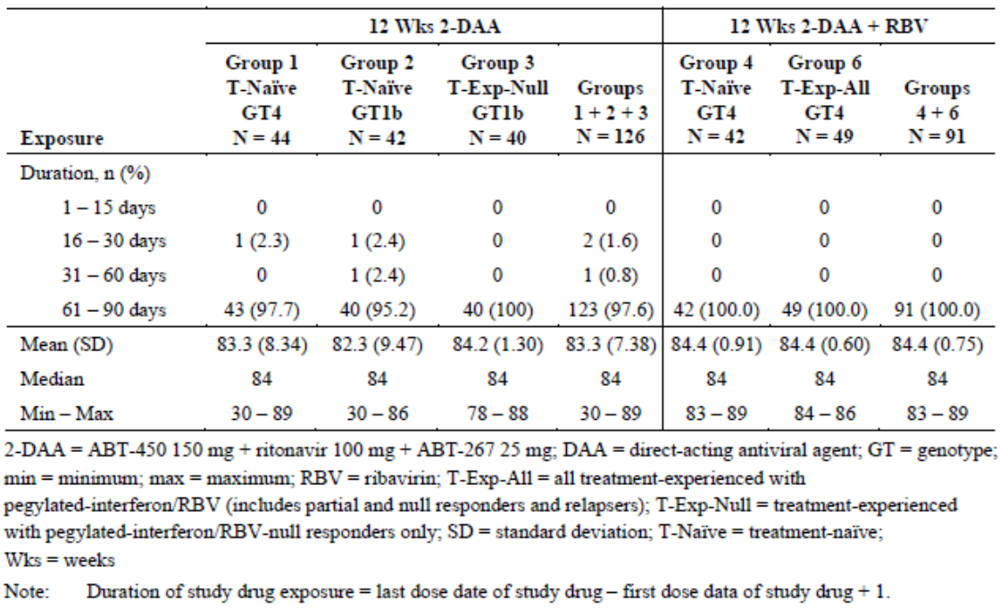 12 Wks 2-DAA 12 Wks 2-DAA + RBV
Group 1 Group 2 Group 3 Group 4 Group 6
T-Naïve T-Naïve T-Exp-Null Groups T-Naïve T-Exp-All Groups
GT4 GT1b GT1b 1 + 2 + 3 GT4 GT4 4 + 6
Exposure N = 44 N = 42 N = 40 N = 126 N = 42 N = 49 N = 91
Duration, n (%)
1 – 15 days 0 0 0 0 0 0 0
16 – 30 days 1 (2.3) 1 (2.4) 0 2 (1.6) 0 0 0
31 – 60 days 0 1 (2.4) 0 1 (0.8) 0 0 0
61 – 90 days 43 (97.7) 40 (95.2) 40 (100) 123 (97.6) 42 (100.0) 49 (100.0) 91 (100.0)
Mean (SD) 83.3 (8.34) 82.3 (9.47) 84.2 (1.30) 83.3 (7.38) 84.4 (0.91) 84.4 (0.60) 84.4 (0.75)
Median 84 84 84 84 84 84 84
Min – Max 30 – 89 30 – 86 78 – 88 30 – 89 83 – 89 84 – 86 83 – 89
2-DAA = ABT-450 150 mg + ritonavir 100 mg + ABT-267 25 mg; DAA = direct-acting antiviral agent; GT = genotype;
min = minimum; max = maximum; RBV = ribavirin; T-Exp-All = all treatment-experienced with
pegylated-interferon/RBV (includes partial and null responders and relapsers); T-Exp-Null = treatment-experienced
with pegylated-interferon/RBV-null responders only; SD = standard deviation; T-Naïve = treatment-naïve;
Wks = weeks
Note: Duration of study drug exposure = last dose date of study drug – first dose data of study drug + 1.